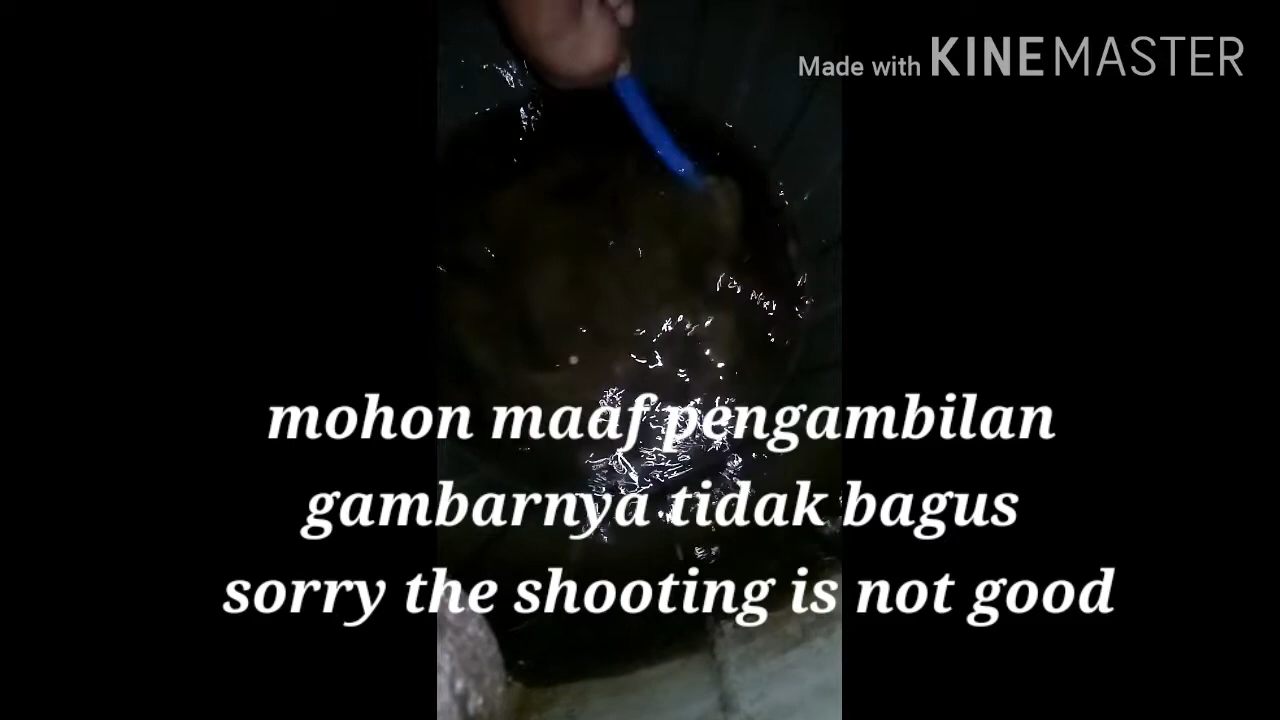 Made with KINEMASTER
mohon maaf pengambilan
gambarnya tidak bagus
sorry the shooting is not good